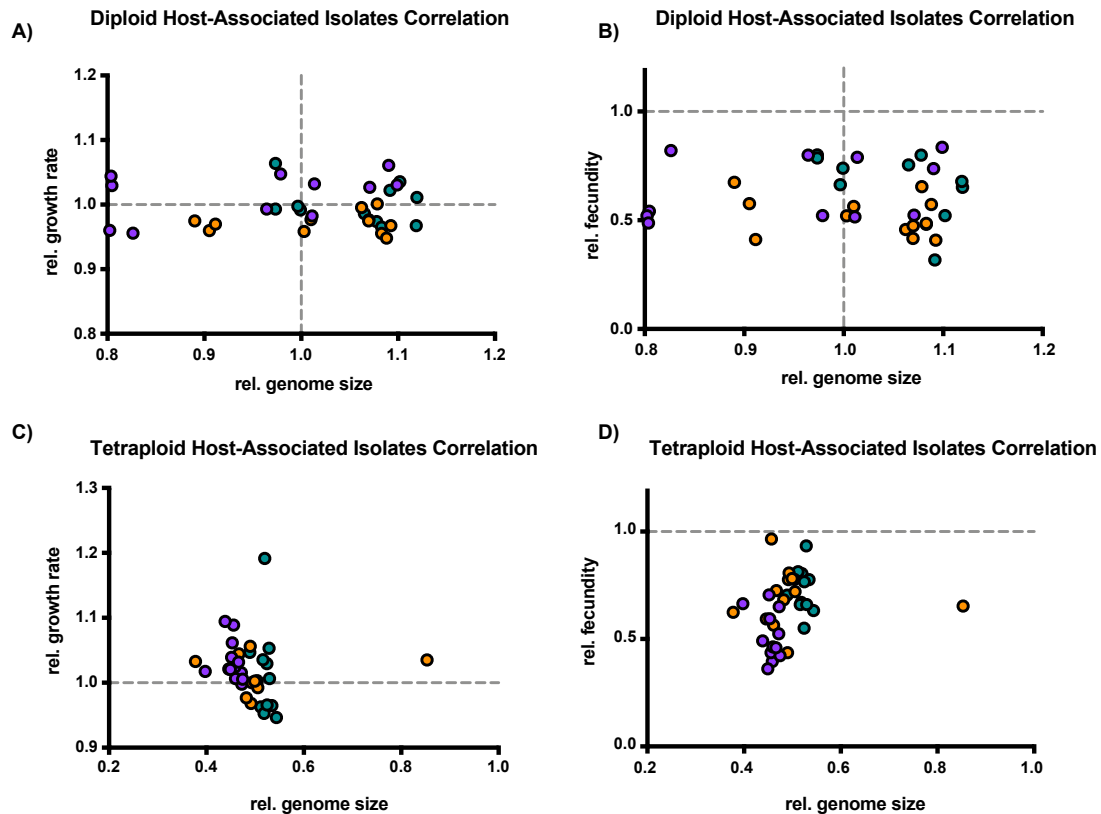 A)
Diploid Host-Associated Isolates Correlation
rel. growth rate
1.2
1.1
1.0
0.9
0.8
0.8 0.9 1.0 1.1 1.2
rel. genome size
B)
Diploid Host-Associated Isolates Correlation
rel. fecundity
1.0
0.5
0.0
0.8 0.9 1.0 1.1 1.2
rel. genome size
C)
Tetraploid Host-Associated Isolates Correlation
rel. growth rate
1.3
1.2
1.1
1.0
0.9
0.2 0.4 0.6 0.8 1.0
rel. genome size
D)
Tetraploid Host-Associated Isolates Correlation
rel. fecundity
1.0
0.5
0.0
0.2 0.4 0.6 0.8 1.0
rel. genome size